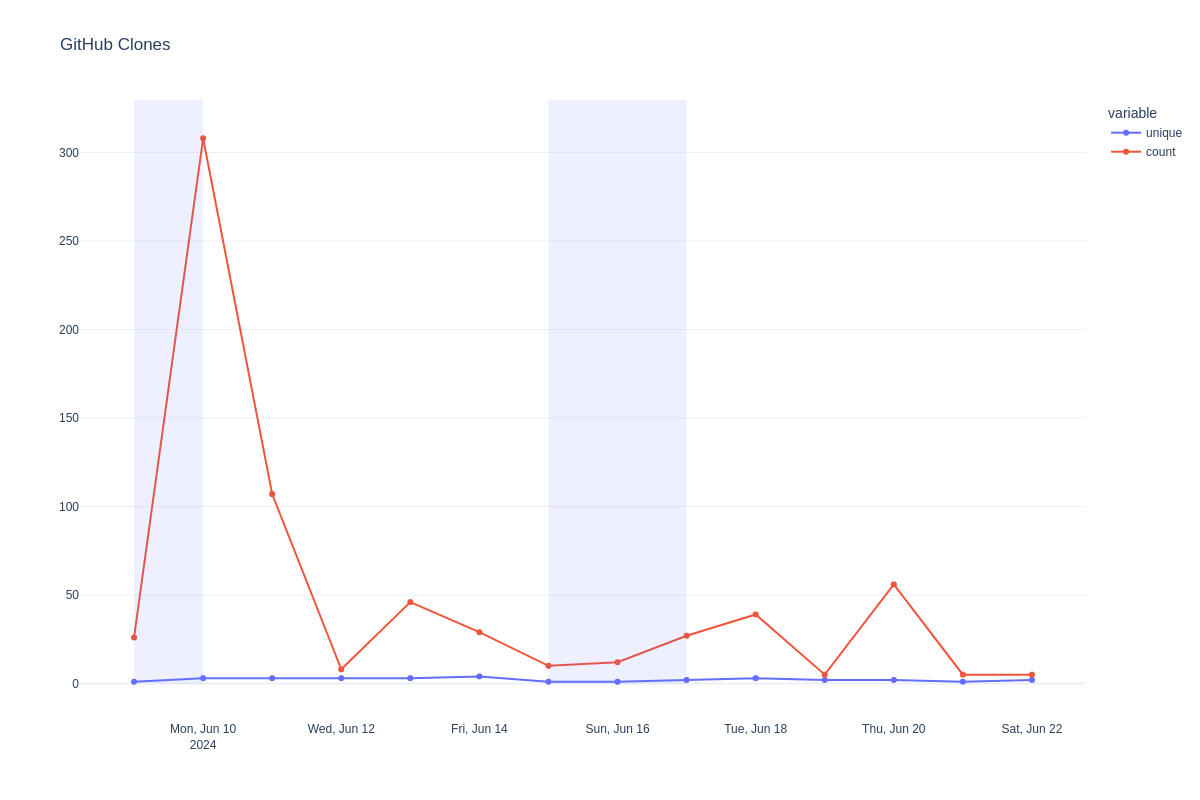 GitHub Clones
variable
unique
count
300
250
200
150
100
50
0
Mon, Jun 10
2024
Wed, Jun 12
Fri, Jun 14
Sun, Jun 16
Tue, Jun 18
Thu, Jun 20
Sat, Jun 22